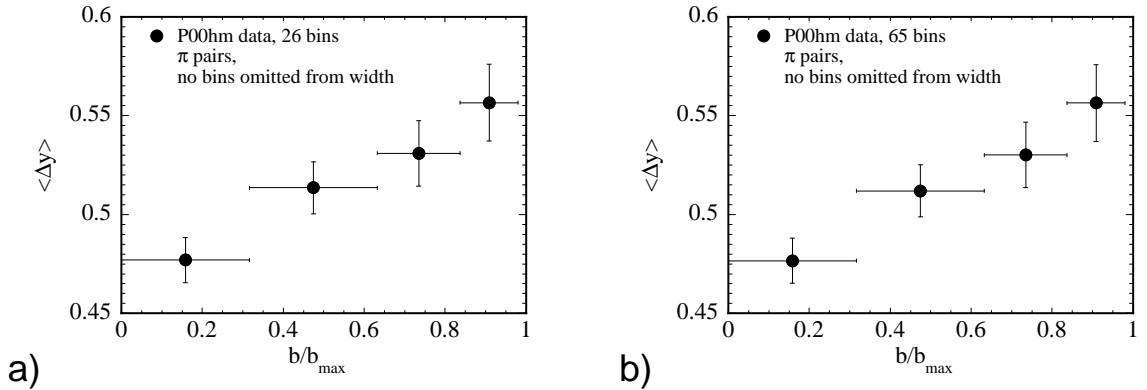 0.6
0.55
0.5
0.45
<Δy>
● P00hm data, 26 bins
π pairs,
no bins omitted from width
0 0.2 0.4 0.6 0.8 1
b/b_max
a)
0.6
0.55
0.5
0.45
<Δy>
● P00hm data, 65 bins
π pairs,
no bins omitted from width
0 0.2 0.4 0.6 0.8 1
b/b_max
b)